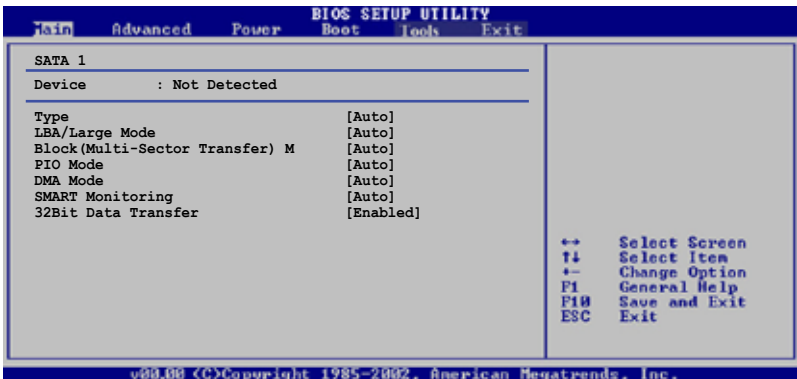 BIOS SETUP UTILITY
Main Advanced Power Boot Tools Exit
SATA 1
Device : Not Detected
Type [Auto]
LBA/Large Mode [Auto]
Block(Multi-Sector Transfer) M [Auto]
PIO Mode [Auto]
DMA Mode [Auto]
SMART Monitoring [Auto]
32Bit Data Transfer [Enabled]
↔ Select Screen
↑↓ Select Item
+- Change Option
F1 General Help
F10 Save and Exit
ESC Exit
v00.00 (C)Copyright 1985-2002, American Megatrends, Inc.